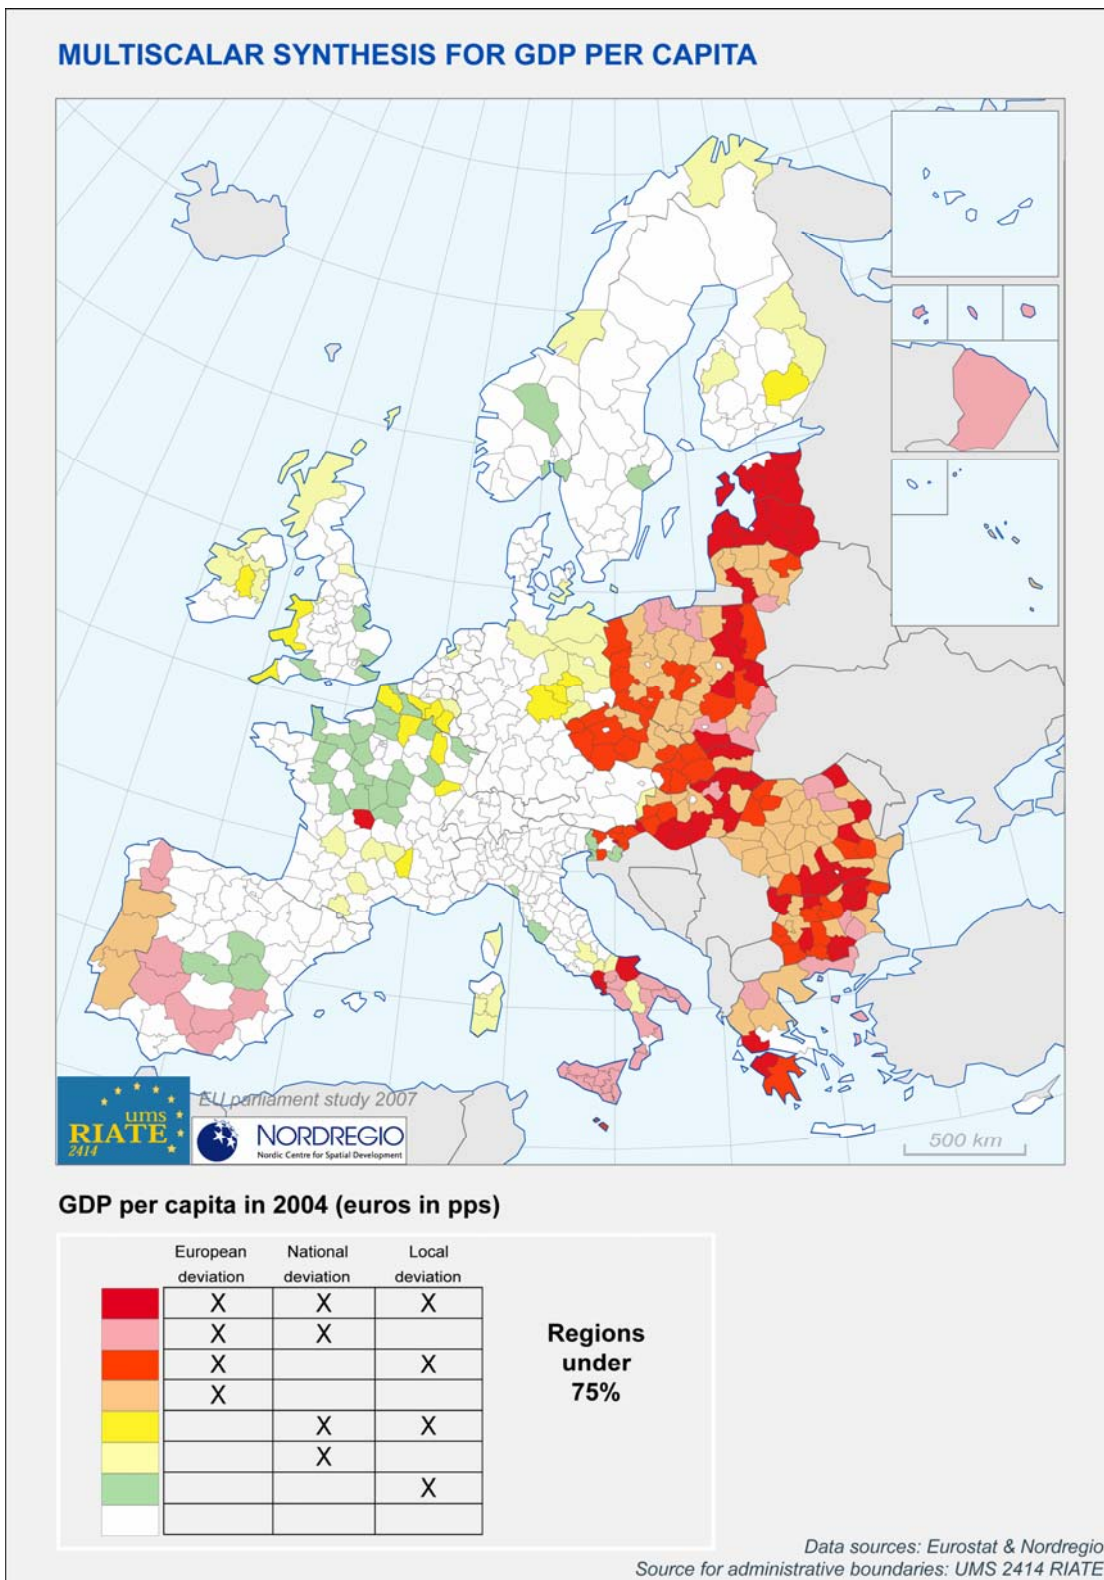 MULTISCALAR SYNTHESIS FOR GDP PER CAPITA
EU parliament study 2007
ums
RIATE
2414
NORDREGIO
Nordic Centre for Spatial Development
500 km
GDP per capita in 2004 (euros in pps)
European National Local
deviation deviation deviation
X X X
X X
X X
X
X X
X
X
Regions
under
75%
Data sources: Eurostat & Nordregio
Source for administrative boundaries: UMS 2414 RIATE